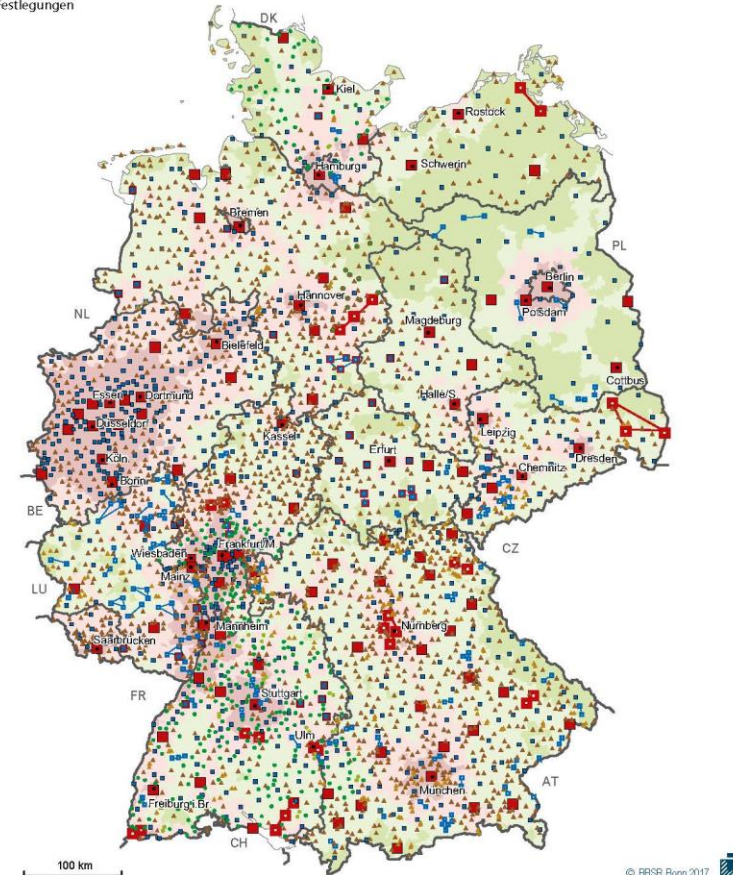 Festlegungen
DK
Kiel
Rostock
Hamburg
Schwerin
Bremen
PL
Berlin
Hannover
Potsdam
NL
Magdeburg
Bielefeld
Cottbus
Essen
Dortmund
Halle/S.
Düsseldorf
Leipzig
Kassel
Erfurt
Dresden
Köln
Chemnitz
Bonn
BE
Wiesbaden
Frankfurt/M.
CZ
Mainz
LU
Mannheim
Nürnberg
Saarbrücken
FR
Stuttgart
Ulm
AT
München
Freiburg i.Br.
CH
100 km
© BBSR Bonn 2017